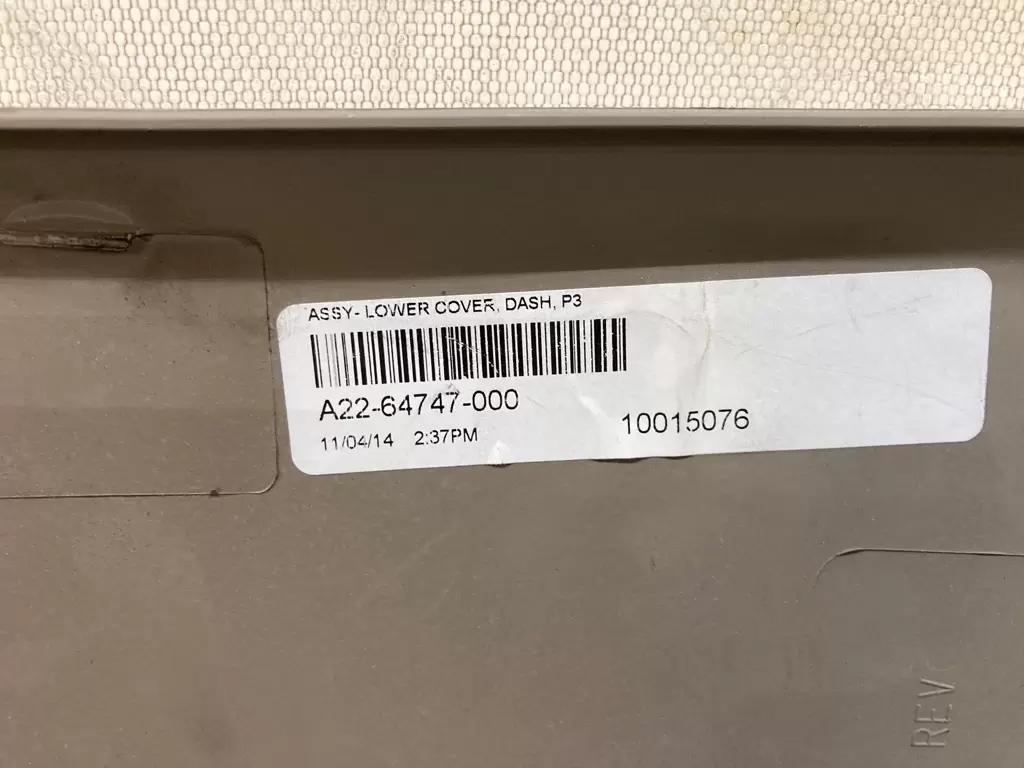 ASSY- LOWER COVER, DASH, P3
A22-64747-000
11/04/14 2:37PM
10015076
REV